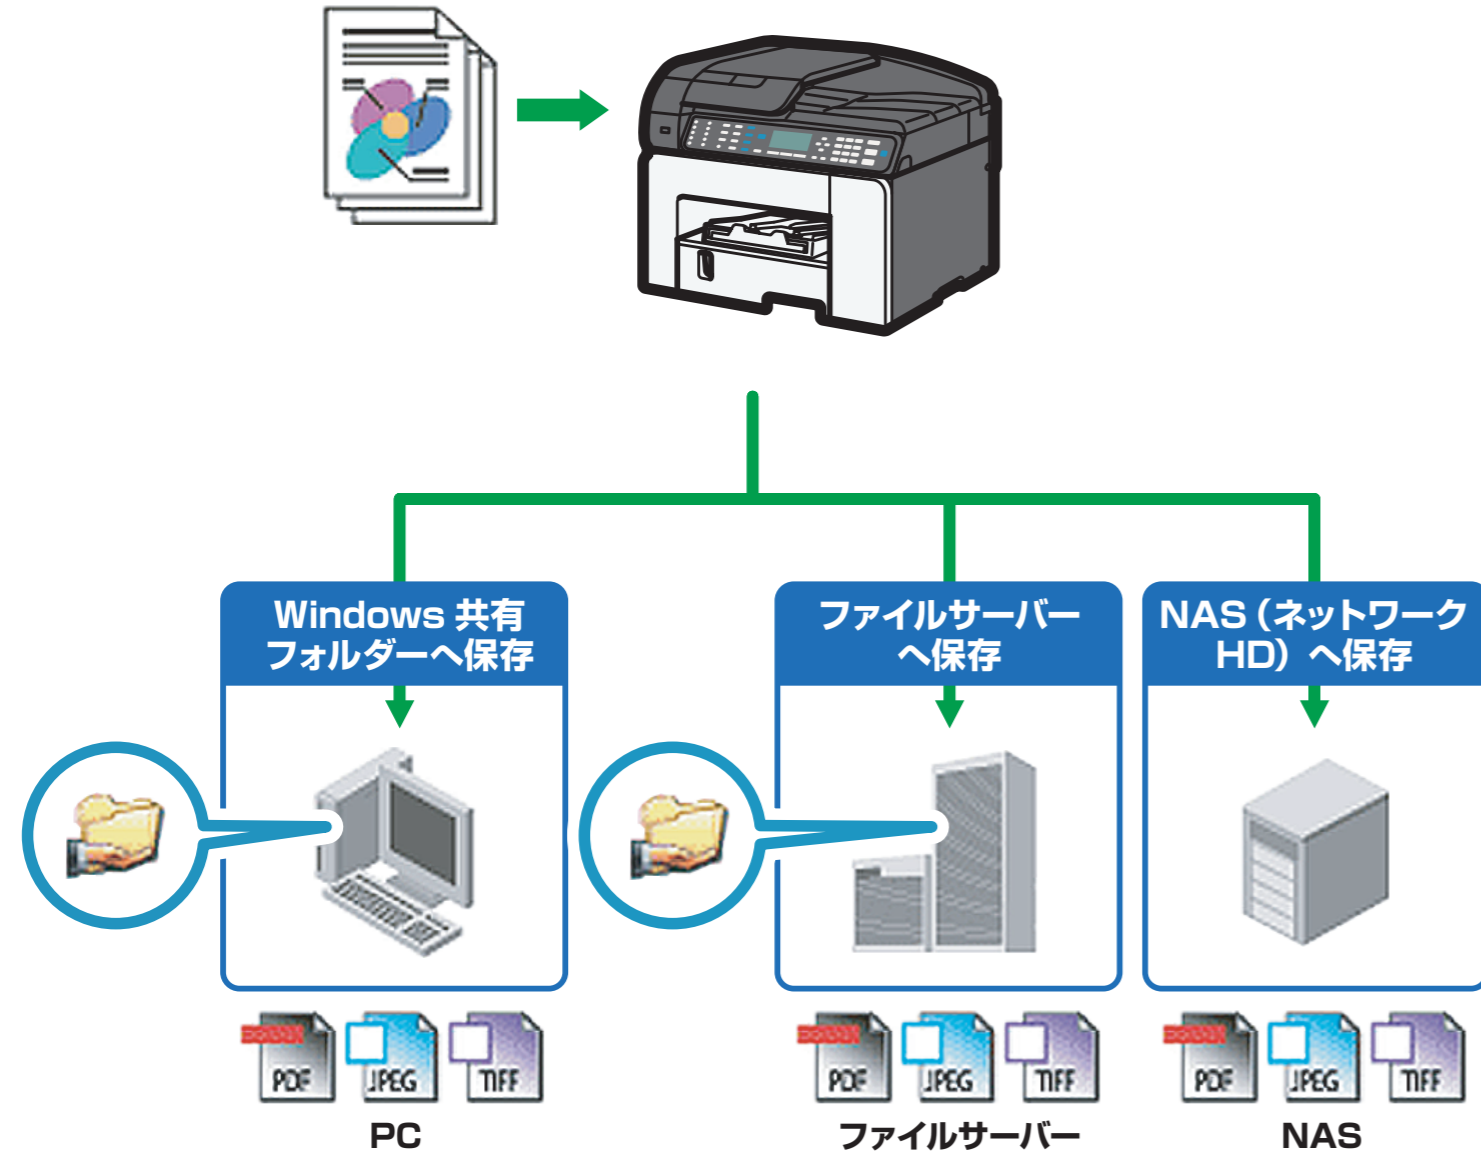 Windows 共有
フォルダーへ保存
ファイルサーバー
へ保存
NAS（ネットワーク
HD）へ保存
PDF
JPEG
TIFF
PDF
JPEG
TIFF
PDF
JPEG
TIFF
PC
ファイルサーバー
NAS